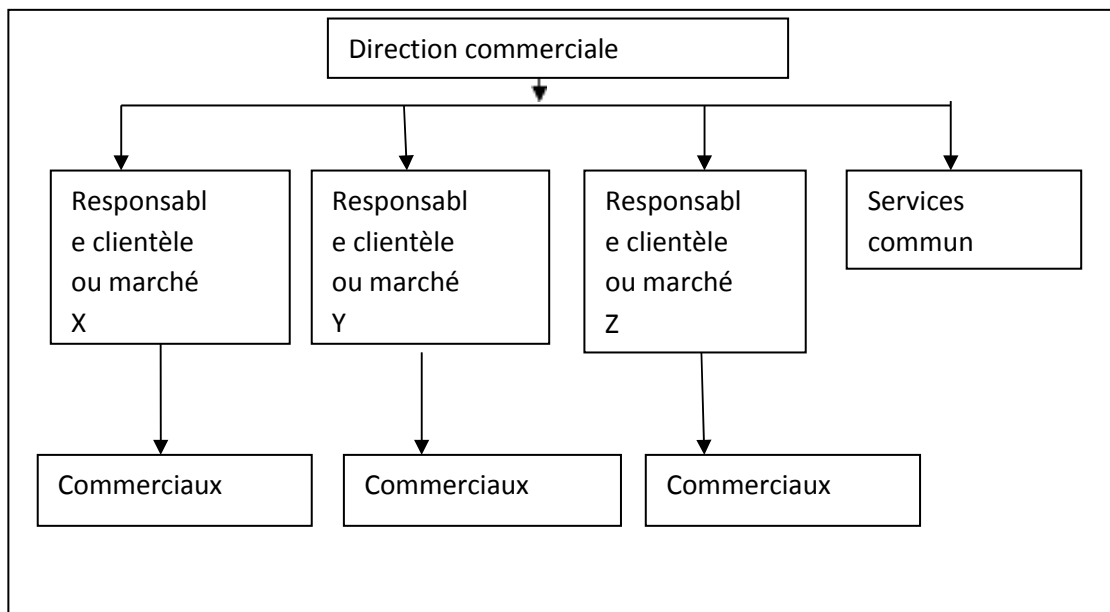 Direction commerciale
Responsabl
e clientèle
ou marché
X
Responsabl
e clientèle
ou marché
Y
Responsabl
e clientèle
ou marché
Z
Services
commun
Commerciaux
Commerciaux
Commerciaux